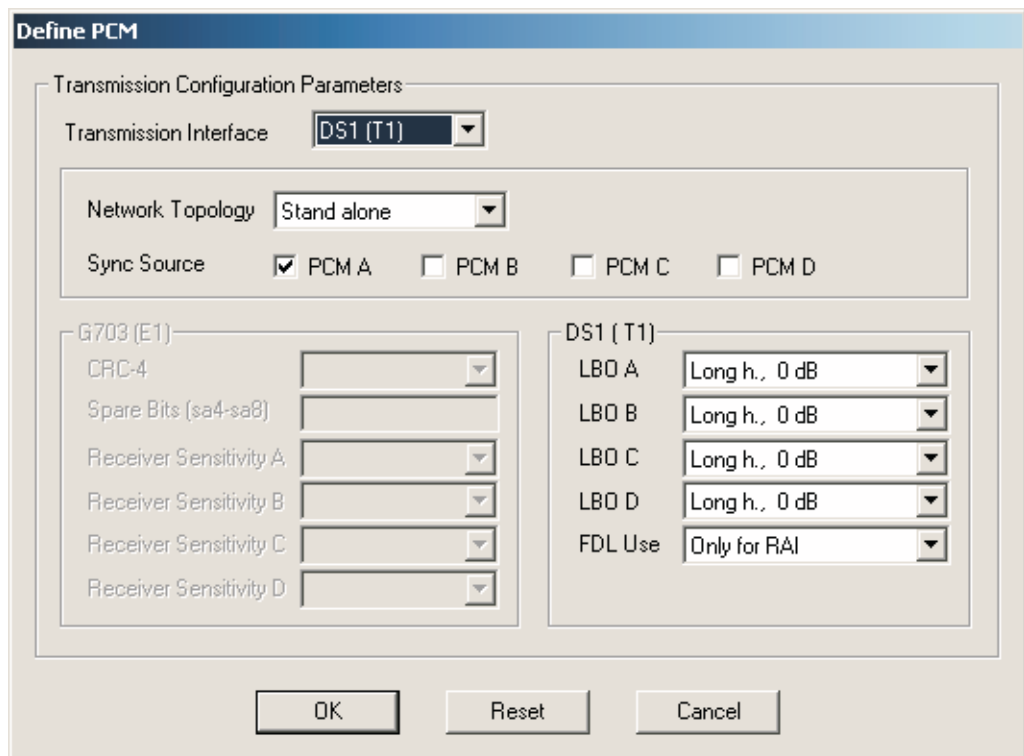 Define PCM
Transmission Configuration Parameters
Transmission Interface DS1 (T1)
Network Topology Stand alone
Sync Source PCM A PCM B PCM C PCM D
G703 (E1)
CRC-4
Spare Bits (sa4-sa8)
Receiver Sensitivity A
Receiver Sensitivity B
Receiver Sensitivity C
Receiver Sensitivity D
DS1 ( T1)
LBO A Long h., 0 dB
LBO B Long h., 0 dB
LBO C Long h., 0 dB
LBO D Long h., 0 dB
FDL Use Only for RAI
OK Reset Cancel